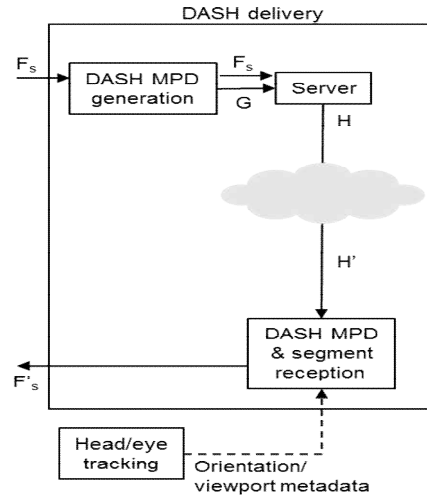 DASH delivery
Fs
DASH MPD
generation
Fs
G
Server
H
H'
DASH MPD
& segment
reception
F's
Head/eye
tracking
Orientation/
viewport metadata